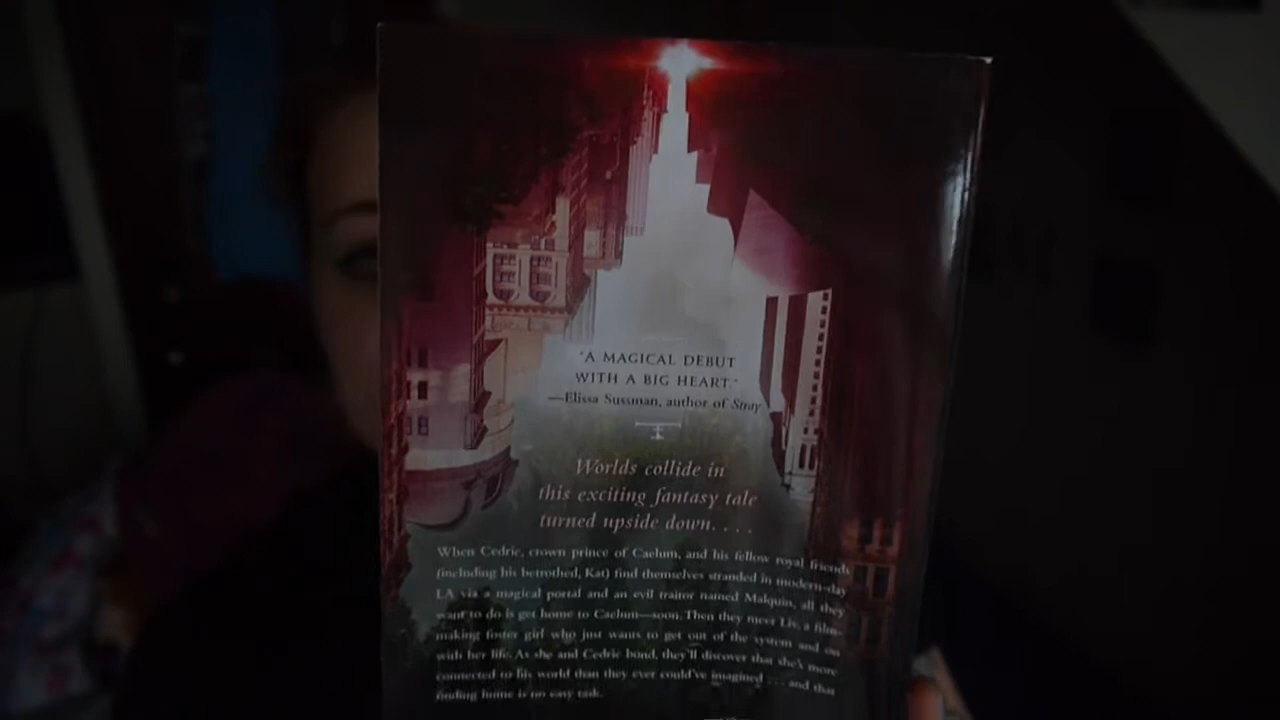 "A MAGICAL DEBUT
WITH A BIG HEART."
—Elissa Sussman, author of Stray
Worlds collide in
this exciting fantasy tale
turned upside down. . . .
When Cedric, crown prince of Caelum, and his fellow royal friends
(including his betrothed, Kat) find themselves stranded in modern-day
LA via a magical portal and an evil traitor named Malquin, all they
want to do is get home to Caelum—soon. Then they meet Liv, a film-
making foster girl who just wants to get out of the system and on
with her life. As she and Cedric bond, they'll discover that she's more
connected to his world than they ever could've imagined . . . and that
finding home is no easy task.